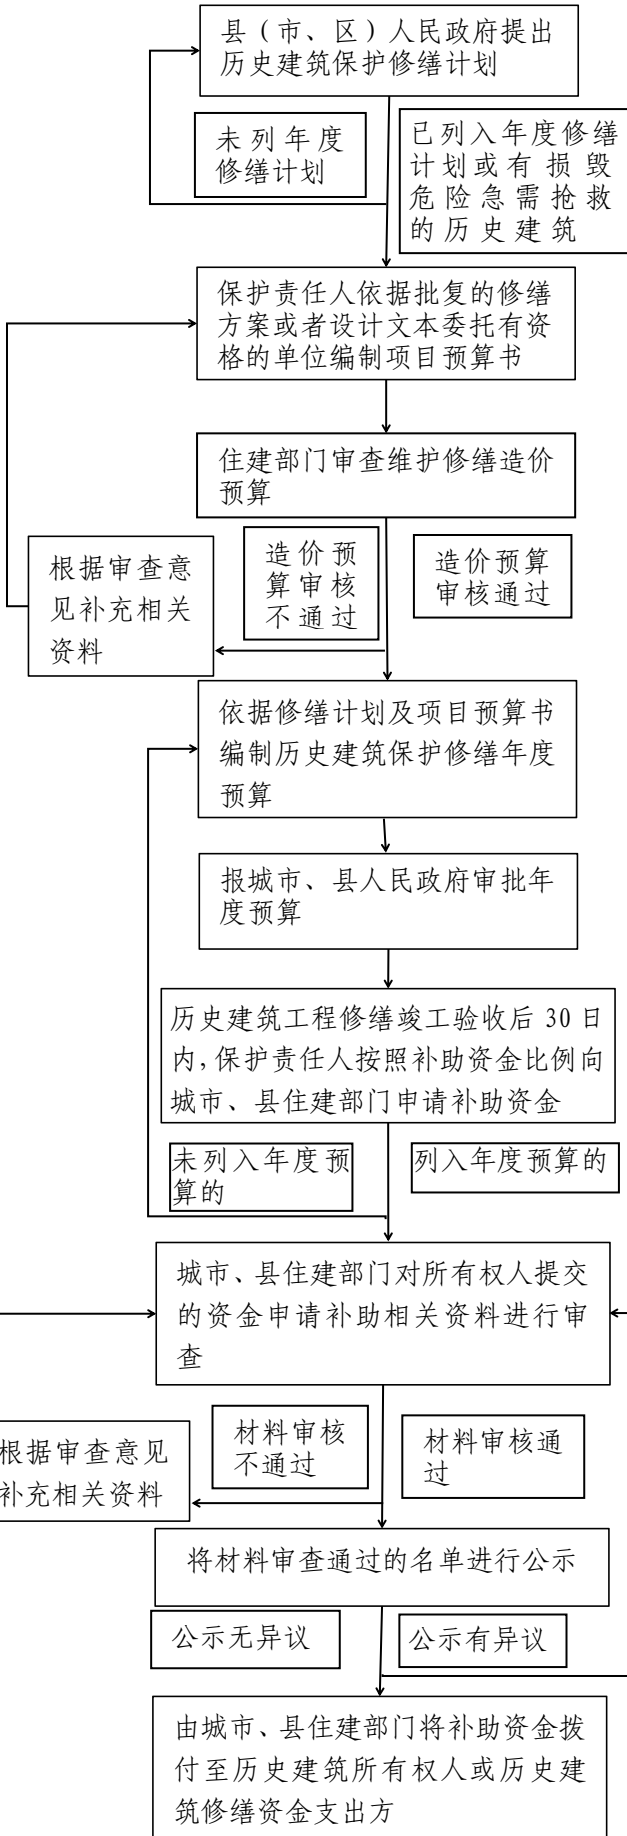 县（市、区）人民政府提出
历史建筑保护修缮计划
未列年度
修缮计划
已列入年度修缮
计划或有损毁
危险急需抢救
的历史建筑
保护责任人依据批复的修缮
方案或者设计文本委托有资
格的单位编制项目预算书
住建部门审查维护修缮造价
预算
根据审查意
见补充相关
资料
造价预
算审核
不通过
造价预算
审核通过
依据修缮计划及项目预算书
编制历史建筑保护修缮年度
预算
报城市、县人民政府审批年
度预算
历史建筑工程修缮竣工验收后 30 日
内,保护责任人按照补助资金比例向
城市、县住建部门申请补助资金
未列入年度预
算的
列入年度预算的
城市、县住建部门对所有权人提交
的资金申请补助相关资料进行审
查
根据审查意见
补充相关资料
材料审核
不通过
材料审核通
过
将材料审查通过的名单进行公示
公示无异议
公示有异议
由城市、县住建部门将补助资金拨
付至历史建筑所有权人或历史建
筑修缮资金支出方